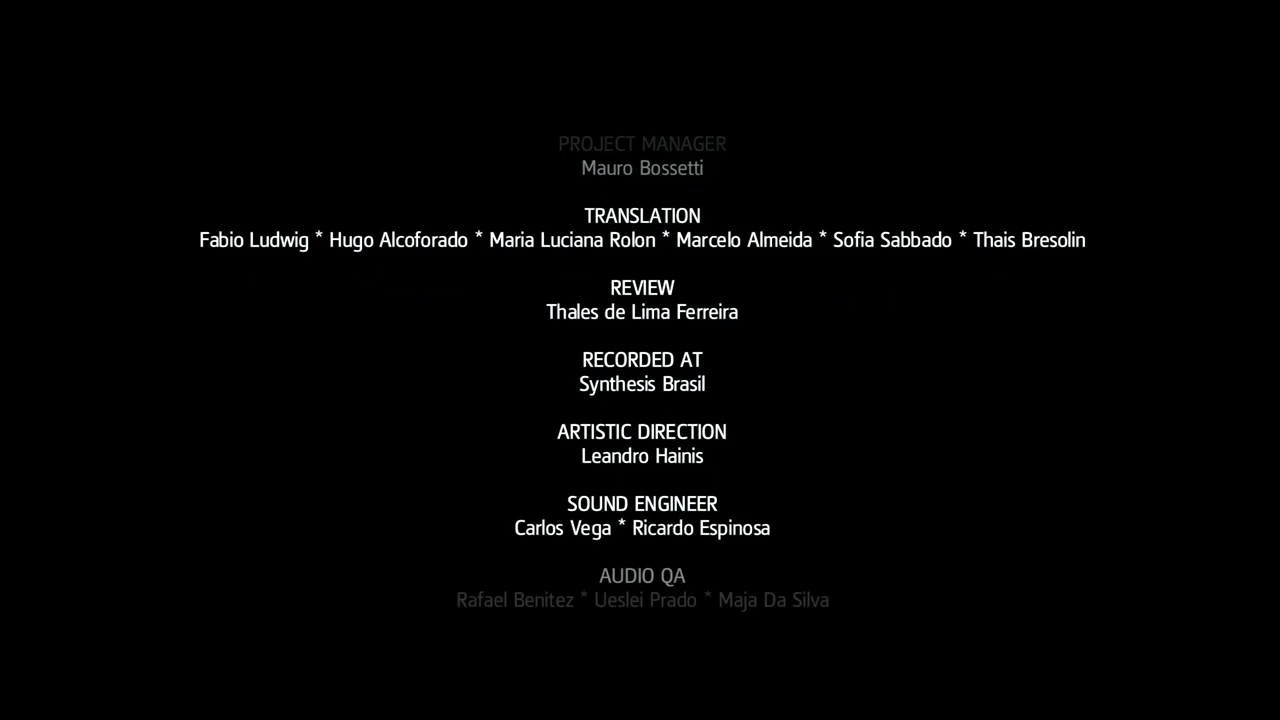 PROJECT MANAGER
Mauro Bossetti
TRANSLATION
Fabio Ludwig * Hugo Alcoforado * Maria Luciana Rolon * Marcelo Almeida * Sofia Sabbado * Thais Bresolin
REVIEW
Thales de Lima Ferreira
RECORDED AT
Synthesis Brasil
ARTISTIC DIRECTION
Leandro Hainis
SOUND ENGINEER
Carlos Vega * Ricardo Espinosa
AUDIO QA
Rafael Benitez * Ueslei Prado * Maja Da Silva